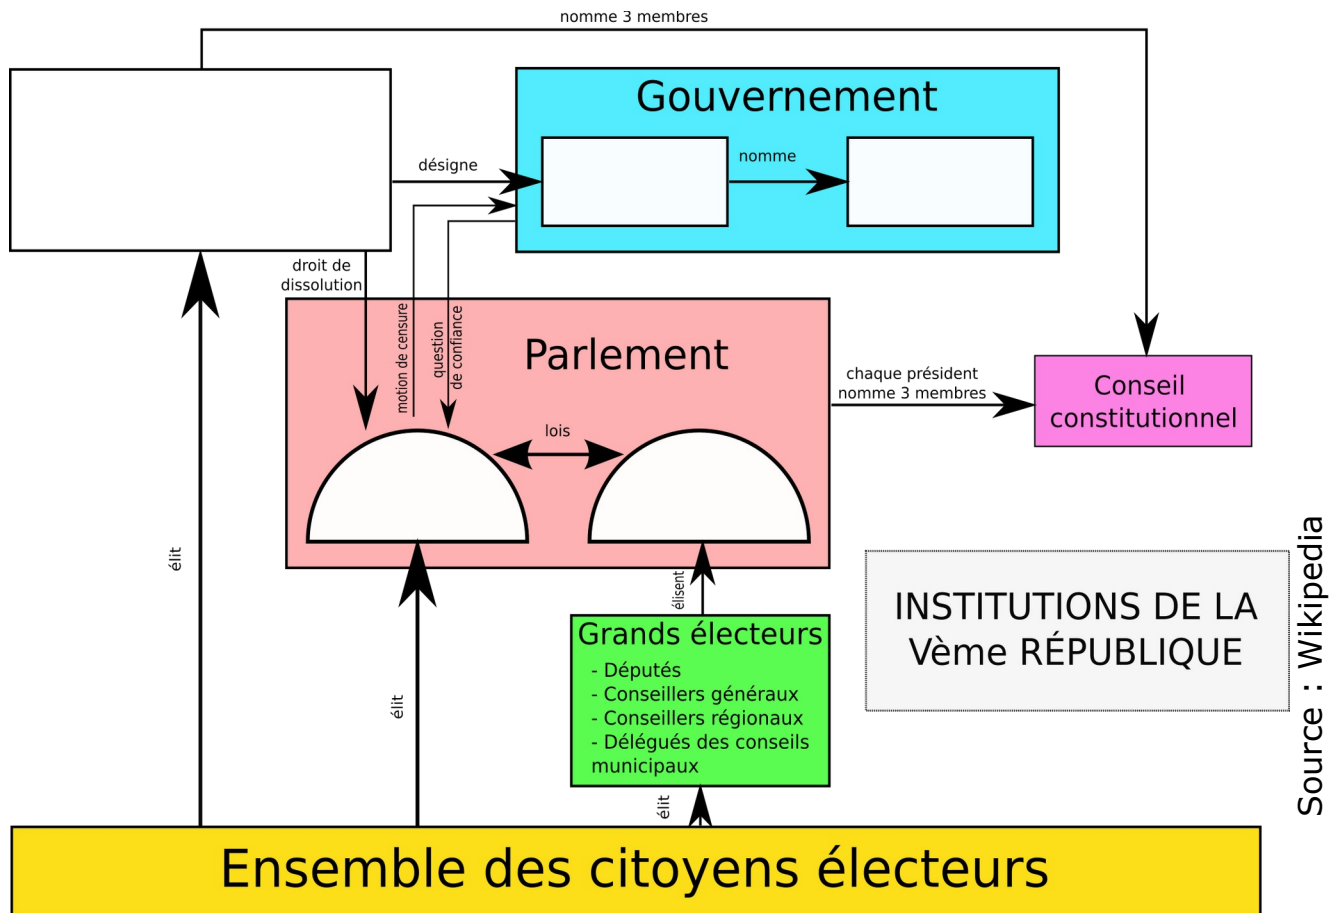 nomme 3 membres
Gouvernement
désigne
nomme
droit de
dissolution
motion de censure
question
de confiance
Parlement
lois
chaque président
nomme 3 membres
Conseil
constitutionnel
élit
élit
élisent
Grands électeurs
- Députés
- Conseillers généraux
- Conseillers régionaux
- Délégués des conseils
municipaux
élit
INSTITUTIONS DE LA
Vème RÉPUBLIQUE
Source : Wikipedia
Ensemble des citoyens électeurs